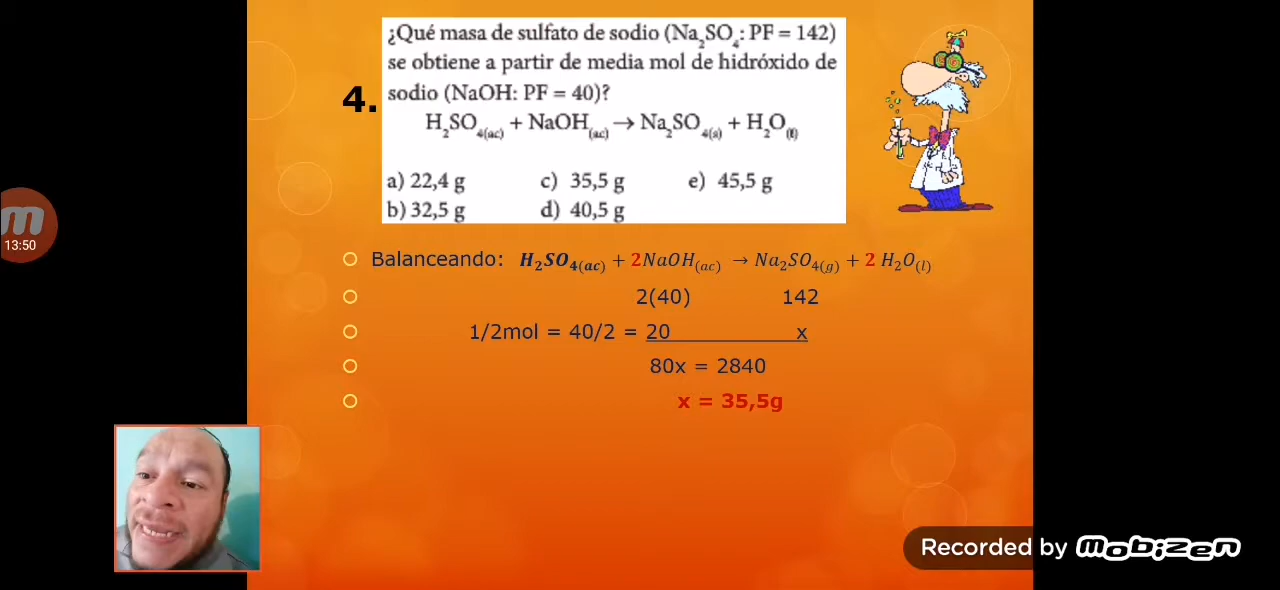 ¿Qué masa de sulfato de sodio (Na₂SO₄: PF = 142)
se obtiene a partir de media mol de hidróxido de
4. sodio (NaOH: PF = 40)?
H₂SO₄(ac) + NaOH(ac) → Na₂SO₄(s) + H₂O(ℓ)
a) 22,4 g c) 35,5 g e) 45,5 g
b) 32,5 g d) 40,5 g
m
13:50
Balanceando: H₂SO₄(ac) + 2NaOH(ac) → Na₂SO₄(g) + 2 H₂O(l)
2(40) 142
1/2mol = 40/2 = 20 x
80x = 2840
x = 35,5g
Recorded by mobizen